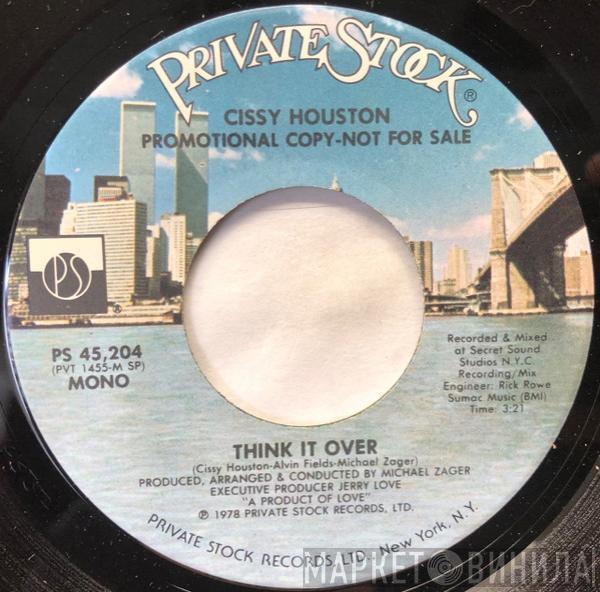 PRIVATE STOCK®
CISSY HOUSTON
PROMOTIONAL COPY-NOT FOR SALE
PS
®
PS 45,204
(PVT 1455-M SP)
MONO
Recorded & Mixed
at Secret Sound
Studios N.Y.C.
Recording/Mix
Engineer: Rick Rowe
Sumac Music (BMI)
Time: 3:21
THINK IT OVER
(Cissy Houston-Alvin Fields-Michael Zager)
PRODUCED, ARRANGED & CONDUCTED BY MICHAEL ZAGER
EXECUTIVE PRODUCER JERRY LOVE
"A PRODUCT OF LOVE"
℗ 1978 PRIVATE STOCK RECORDS, LTD.
PRIVATE STOCK RECORDS, LTD., New York, N.Y.
МАРКЕТ ВИНИЛА